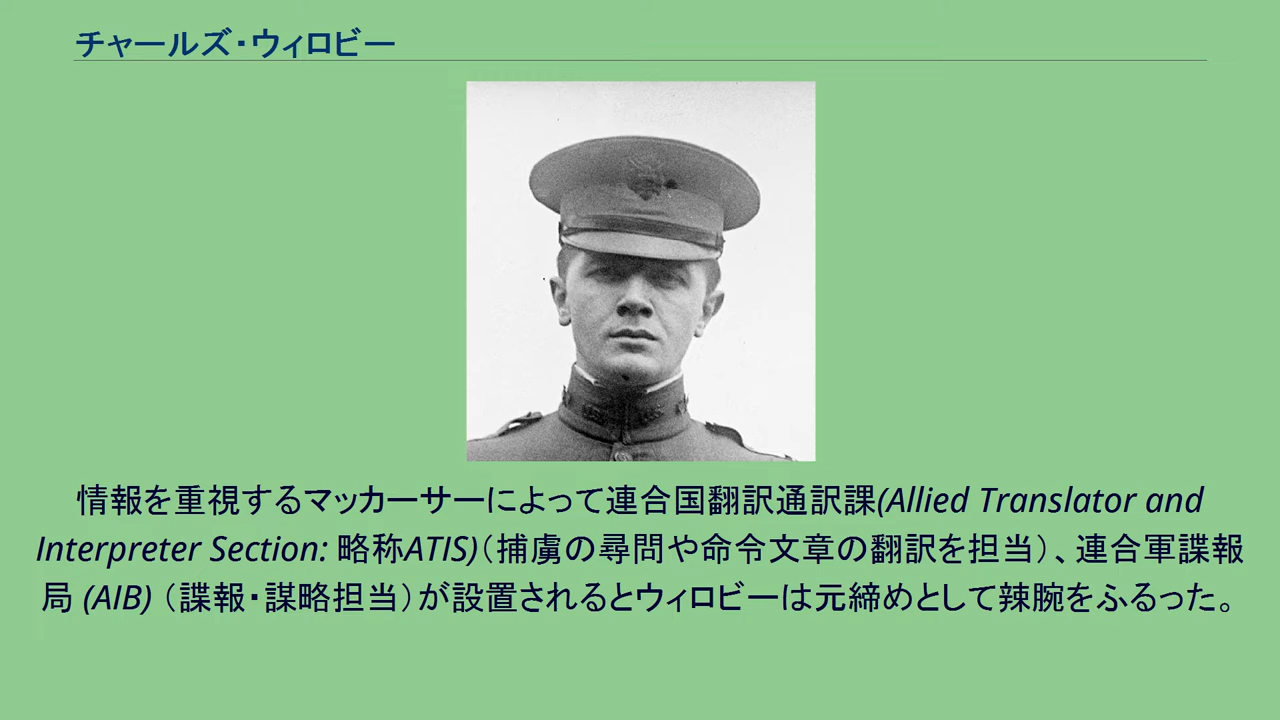 チャールズ・ウィロビー
情報を重視するマッカーサーによって連合国翻訳通訳課(Allied Translator and
Interpreter Section: 略称ATIS)（捕虜の尋問や命令文章の翻訳を担当）、連合軍諜報
局 (AIB) （諜報・謀略担当）が設置されるとウィロビーは元締めとして辣腕をふるった。